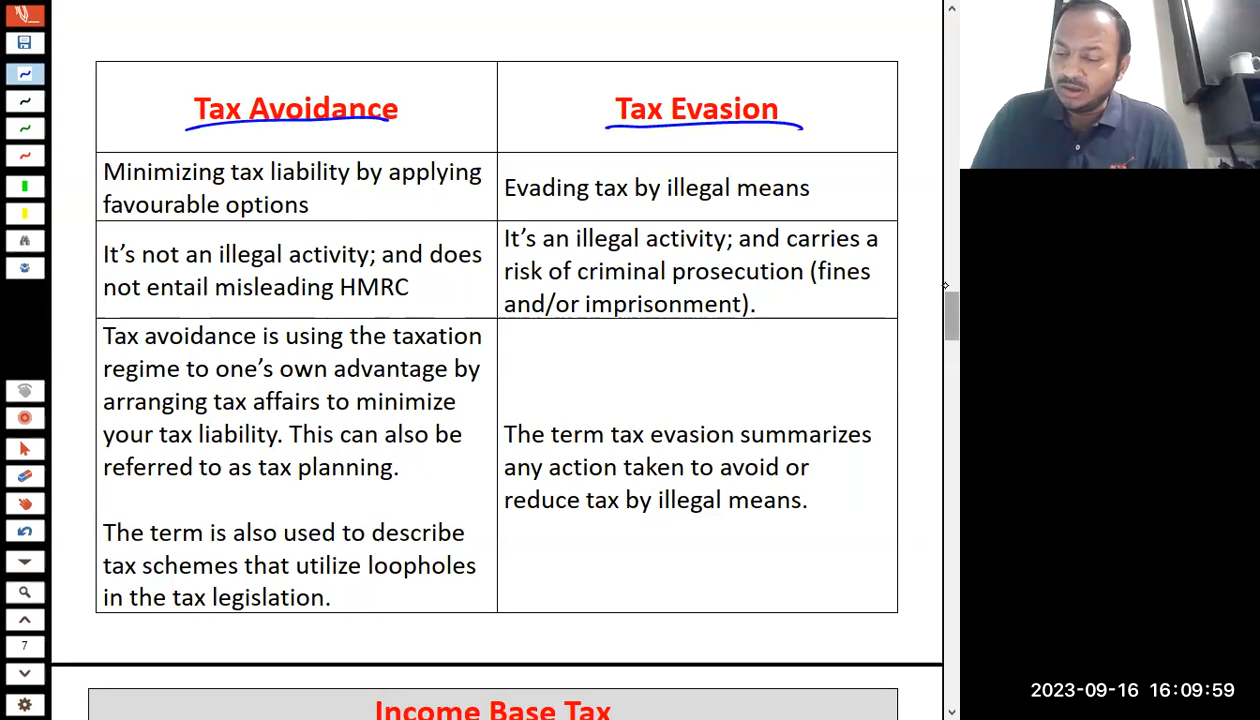 Tax Avoidance
Tax Evasion
Minimizing tax liability by applying
favourable options
Evading tax by illegal means
It’s not an illegal activity; and does
not entail misleading HMRC
It’s an illegal activity; and carries a
risk of criminal prosecution (fines
and/or imprisonment).
Tax avoidance is using the taxation
regime to one’s own advantage by
arranging tax affairs to minimize
your tax liability. This can also be
referred to as tax planning.
The term is also used to describe
tax schemes that utilize loopholes
in the tax legislation.
The term tax evasion summarizes
any action taken to avoid or
reduce tax by illegal means.
7
Income Base Tax
2023-09-16 16:09:59